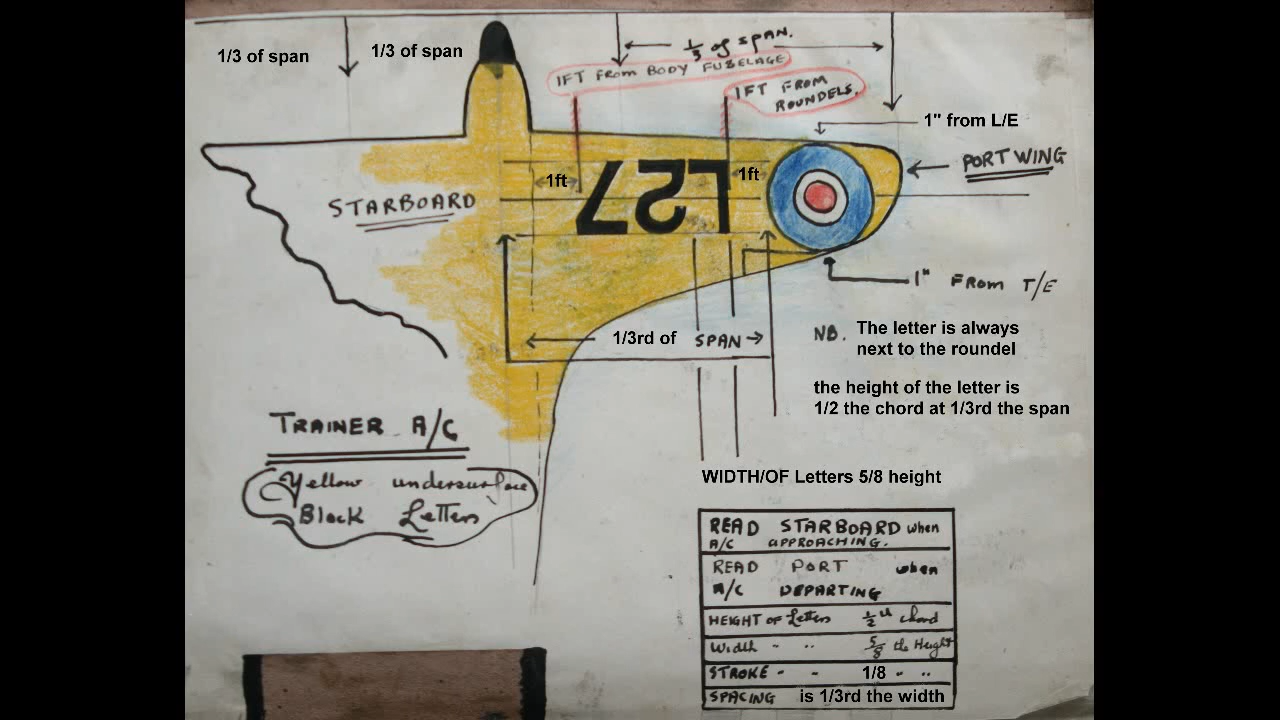 1/3 of span
1/3 of span
1/3 of span.
1FT FROM BODY FUZELAGE
1FT FROM
ROUNDELS.
1" from L/E
PORT WING
STARBOARD
1ft
L27
1ft
1" FROM T/E
1/3rd of SPAN
NB. The letter is always
next to the roundel
the height of the letter is
1/2 the chord at 1/3rd the span
TRAINER A/C
Yellow undersurface
Black Letters
WIDTH/OF Letters 5/8 height
READ STARBOARD when
A/C APPROACHING.
READ PORT when
A/C DEPARTING
HEIGHT OF Letters 1/2 th chord
Width " " 5/8 the Height
STROKE " " 1/8 " "
SPACING is 1/3rd the width